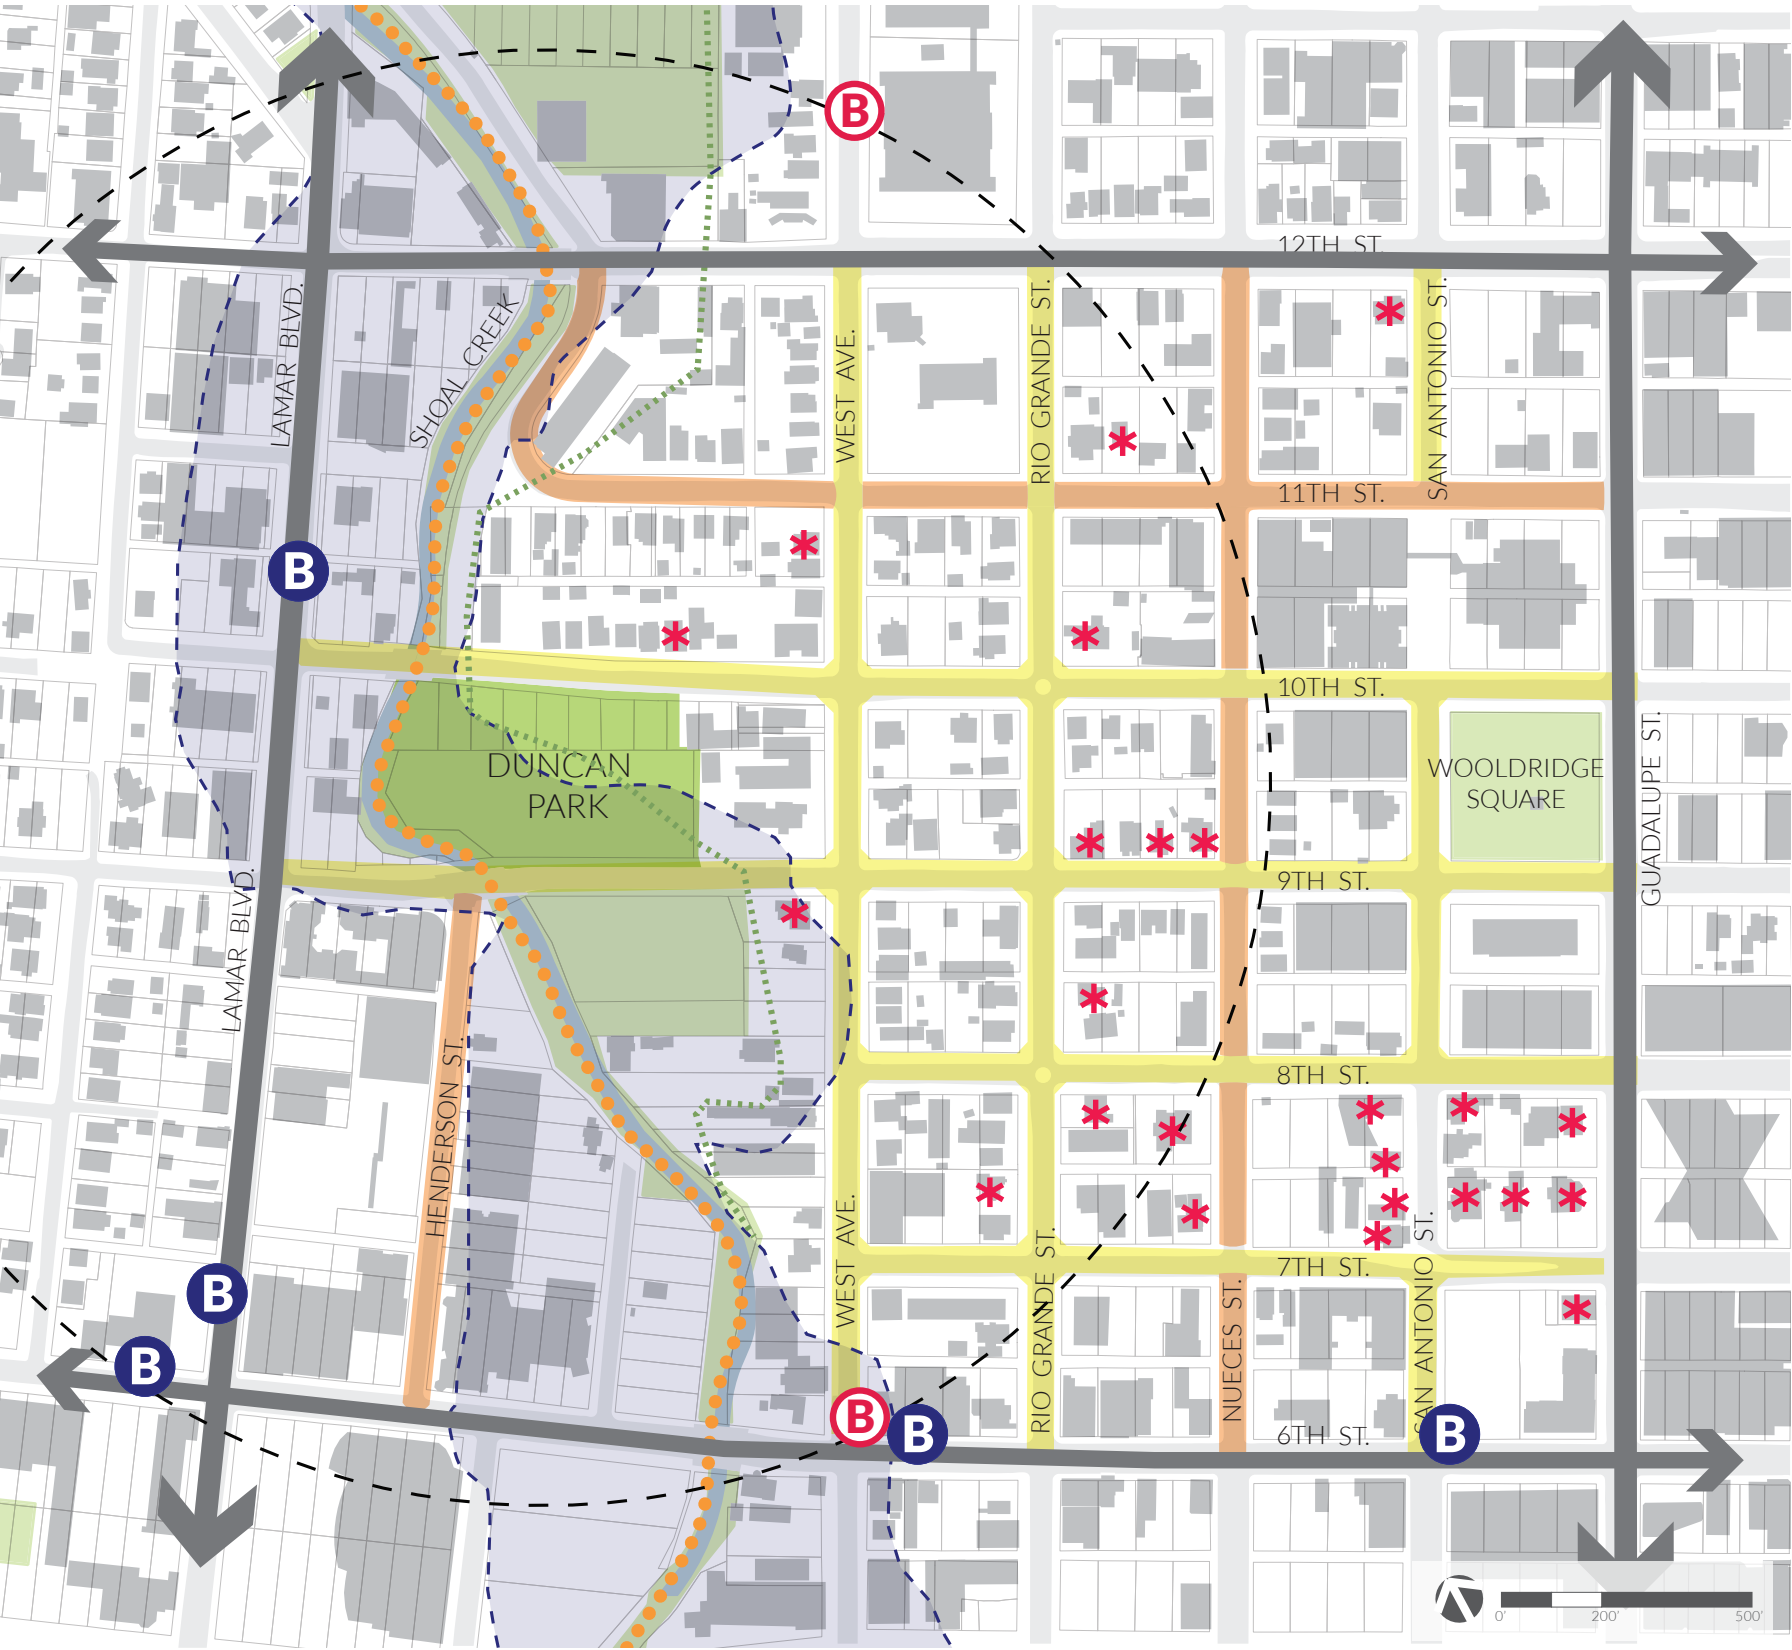 B
12TH ST.
LAMAR BLVD.
SHOAL CREEK
WEST AVE.
RIO GRANDE ST.
SAN ANTONIO ST.
11TH ST.
B
10TH ST.
DUNCAN
PARK
WOOLDRIDGE
SQUARE
GUADALUPE ST.
9TH ST.
LAMAR BLVD.
HENDERSON ST.
8TH ST.
WEST AVE.
RIO GRANDE ST.
7TH ST.
NUECES ST.
SAN ANTONIO ST.
B
B
B
B
6TH ST.
B
0' 200' 500'